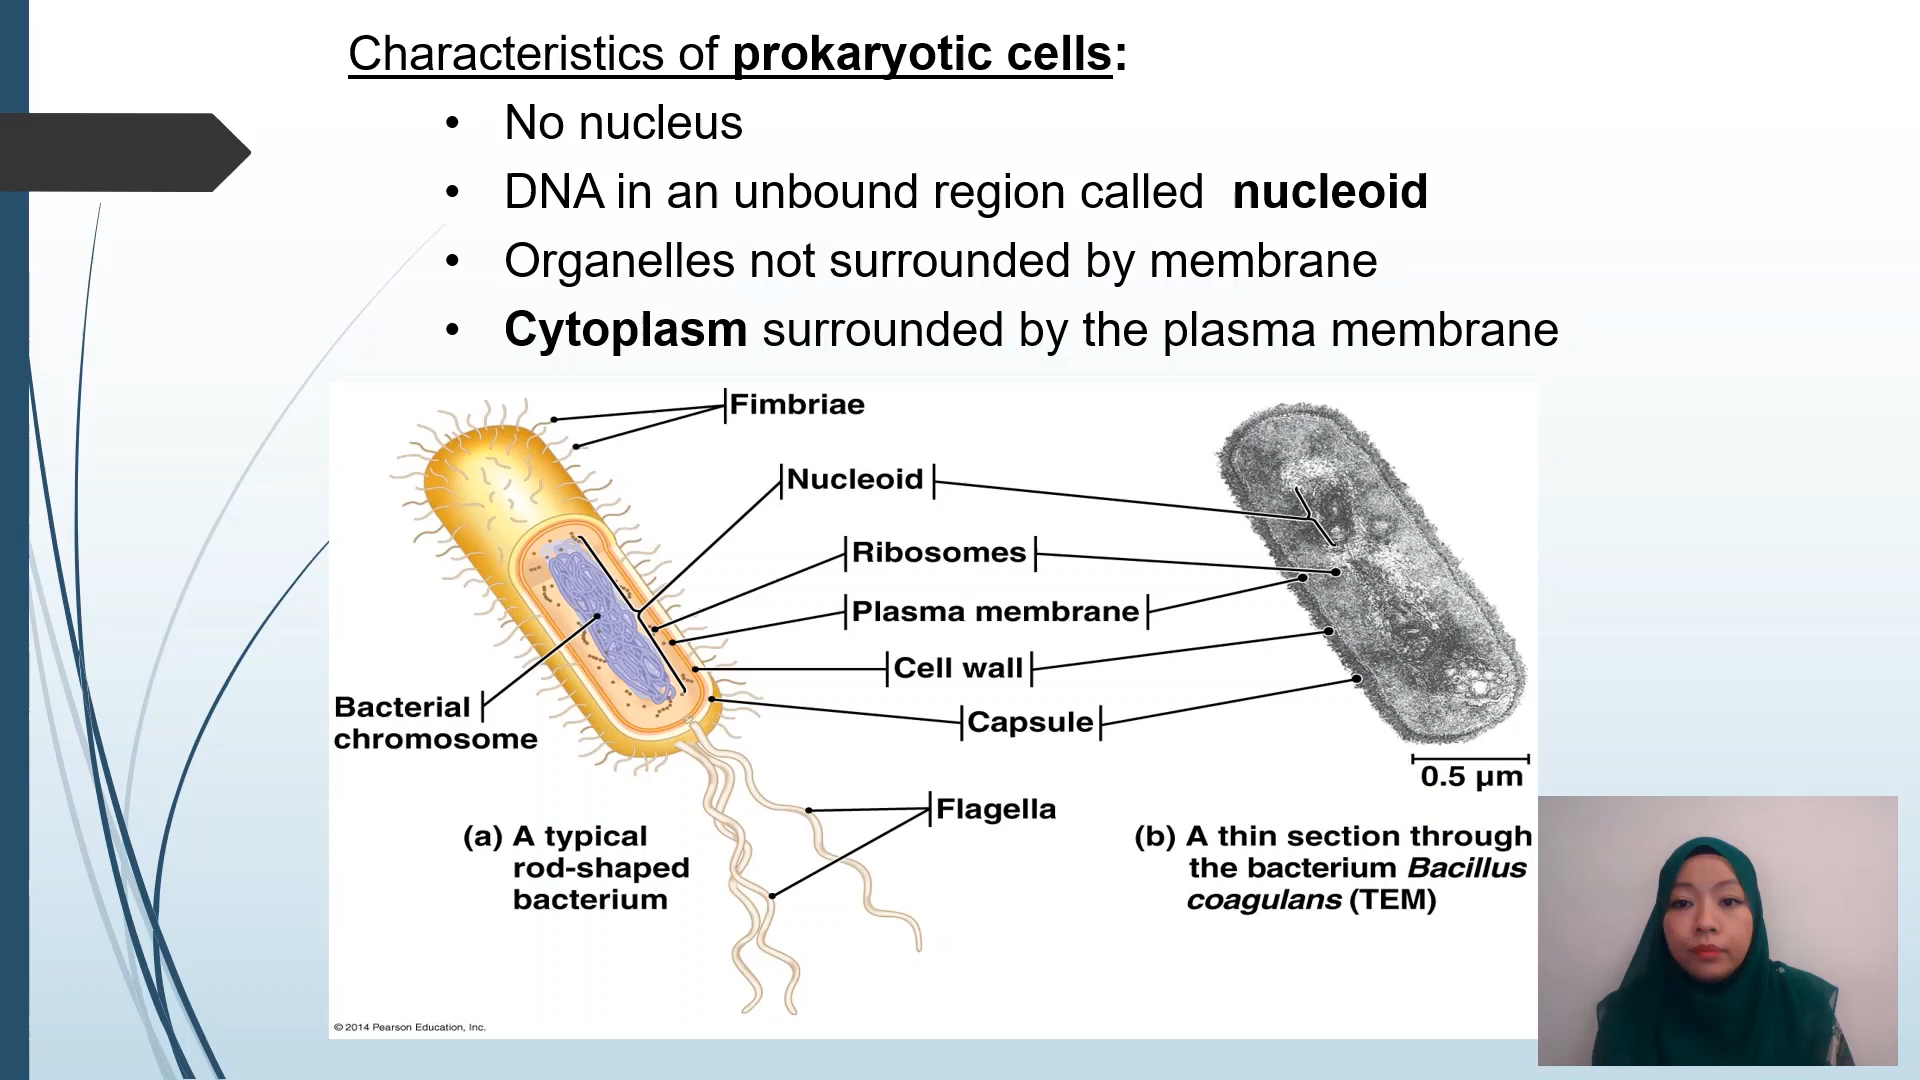 Characteristics of prokaryotic cells:
• No nucleus
• DNA in an unbound region called nucleoid
• Organelles not surrounded by membrane
• Cytoplasm surrounded by the plasma membrane
Fimbriae
Nucleoid
Ribosomes
Plasma membrane
Cell wall
Bacterial
chromosome
Capsule
0.5 µm
Flagella
(a) A typical
rod-shaped
bacterium
(b) A thin section through
the bacterium Bacillus
coagulans (TEM)
© 2014 Pearson Education, Inc.